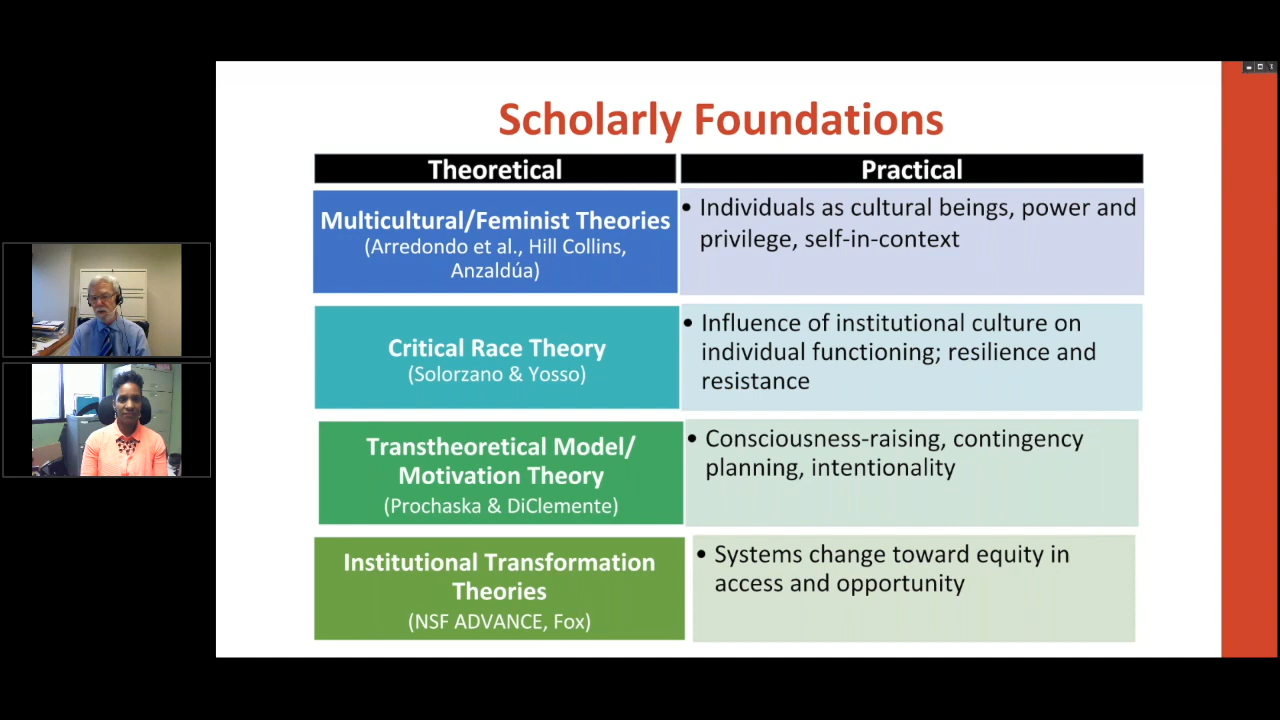 Scholarly Foundations
Theoretical
Practical
Multicultural/Feminist Theories
(Arredondo et al., Hill Collins,
Anzaldúa)
• Individuals as cultural beings, power and
privilege, self-in-context
Critical Race Theory
(Solorzano & Yosso)
• Influence of institutional culture on
individual functioning; resilience and
resistance
Transtheoretical Model/
Motivation Theory
(Prochaska & DiClemente)
• Consciousness-raising, contingency
planning, intentionality
Institutional Transformation
Theories
(NSF ADVANCE, Fox)
• Systems change toward equity in
access and opportunity